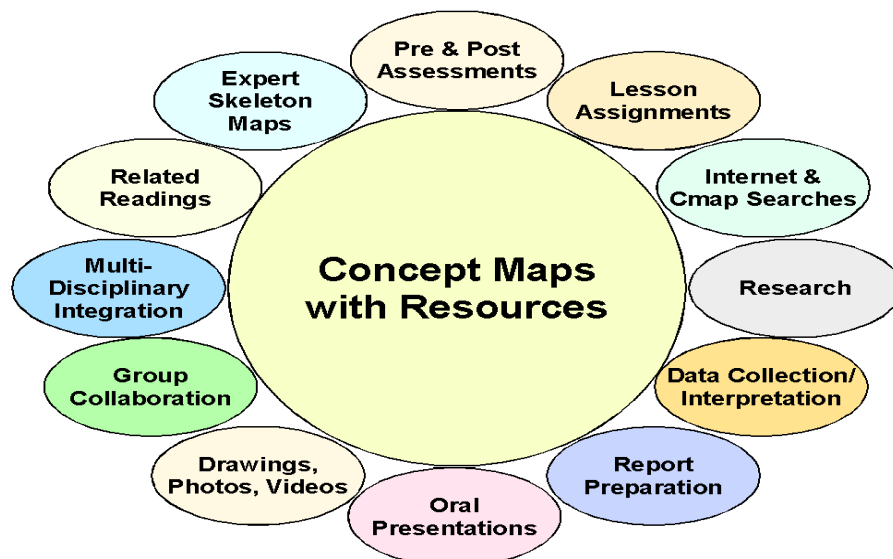 Pre & Post
Assessments
Expert
Skeleton
Maps
Lesson
Assignments
Related
Readings
Internet &
Cmap Searches
Multi-
Disciplinary
Integration
Concept Maps
with Resources
Research
Group
Collaboration
Data Collection/
Interpretation
Drawings,
Photos, Videos
Report
Preparation
Oral
Presentations